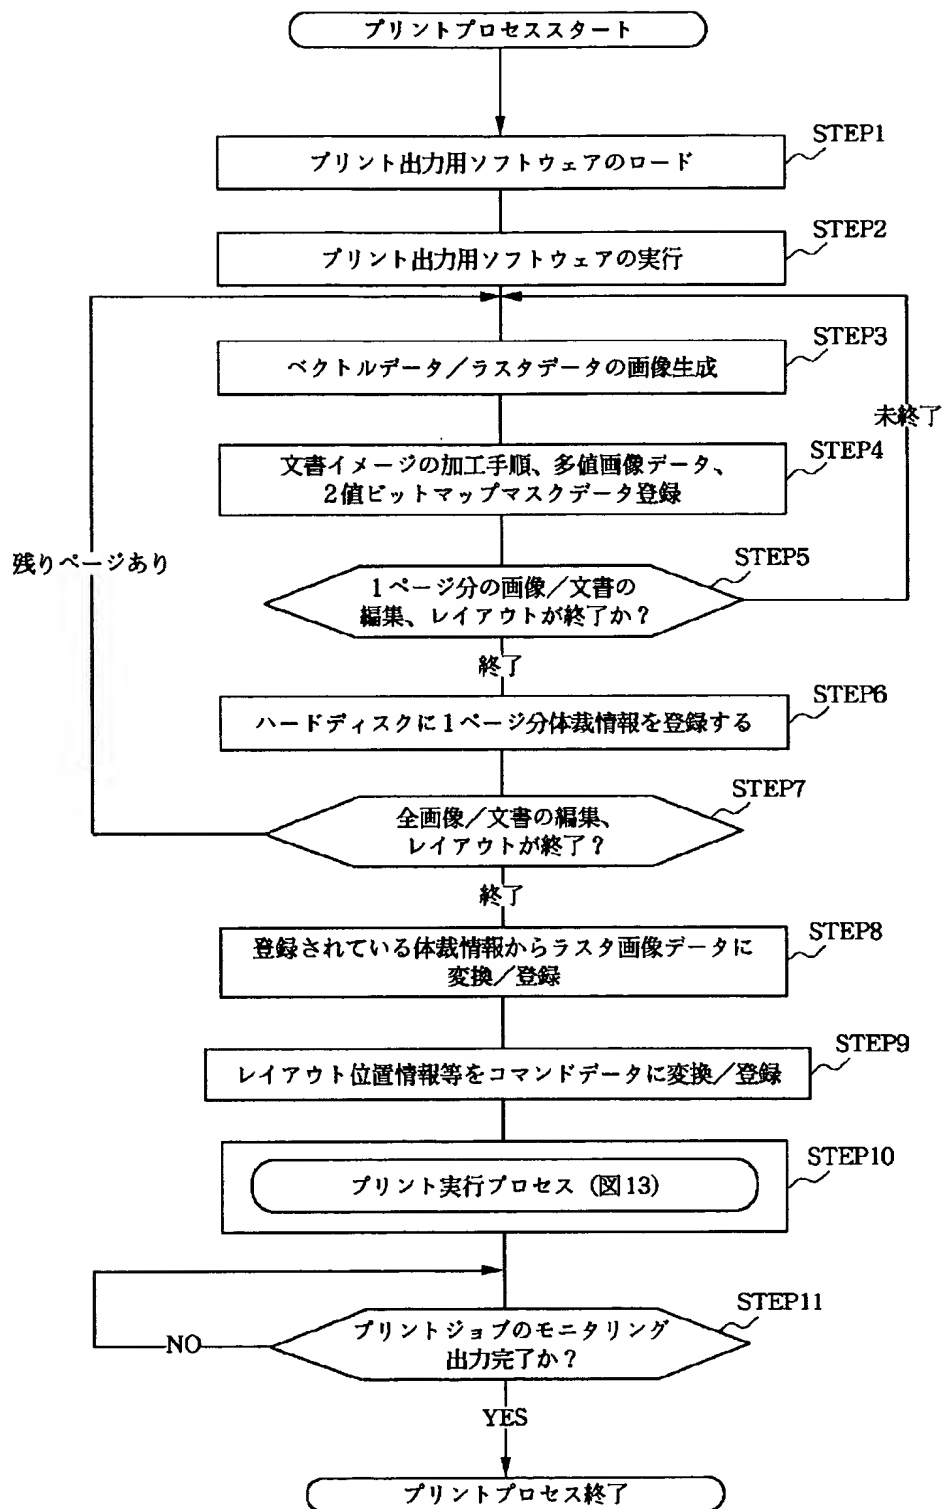 プリントプロセススタート
STEP1
プリント出力用ソフトウェアのロード
STEP2
プリント出力用ソフトウェアの実行
STEP3
ベクトルデータ/ラスタデータの画像生成
未終了
STEP4
文書イメージの加工手順、多値画像データ、
2値ビットマップマスクデータ登録
残りページあり
STEP5
1ページ分の画像/文書の
編集、レイアウトが終了か?
終了
STEP6
ハードディスクに1ページ分体裁情報を登録する
STEP7
全画像/文書の編集、
レイアウトが終了?
終了
STEP8
登録されている体裁情報からラスタ画像データに
変換/登録
STEP9
レイアウト位置情報等をコマンドデータに変換/登録
STEP10
プリント実行プロセス (図13)
STEP11
プリントジョブのモニタリング
出力完了か?
NO
YES
プリントプロセス終了